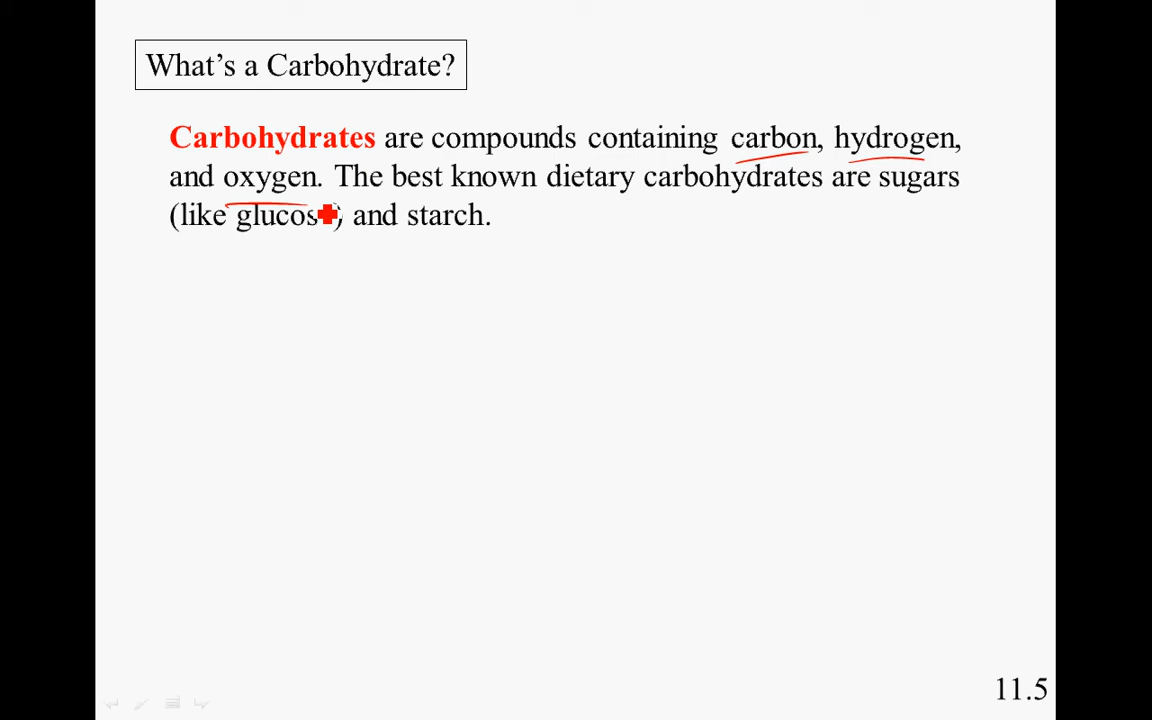 What's a Carbohydrate?
Carbohydrates are compounds containing carbon, hydrogen,
and oxygen. The best known dietary carbohydrates are sugars
(like glucos ) and starch.
11.5